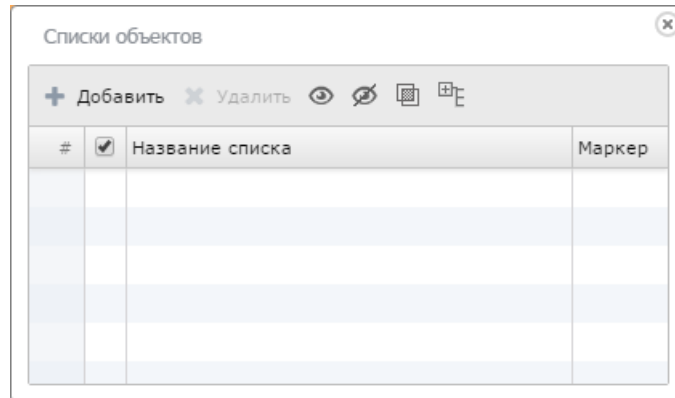 Списки объектов
Добавить Удалить
# Название списка Маркер